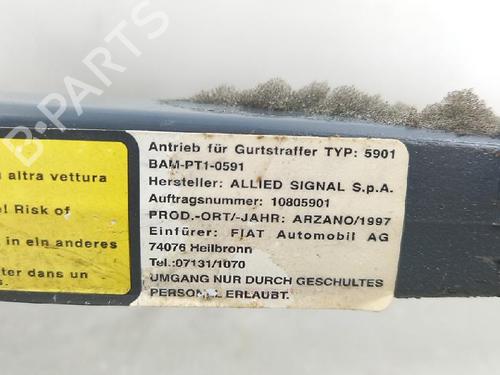 B-Parts
altra vettura
Risk of
in ein anderes
dans un
Antrieb für Gurtstraffer TYP: 5901
BAM-PT1-0591
Hersteller: ALLIED SIGNAL S.p.A.
Auftragsnummer: 10805901
PROD.-ORT/-JAHR: ARZANO/1997
Einfürer: FIAT Automobil AG
74076 Heilbronn
Tel.:07131/1070
UMGANG NUR DURCH GESCHULTES
PERSONEL ERLAUBT.